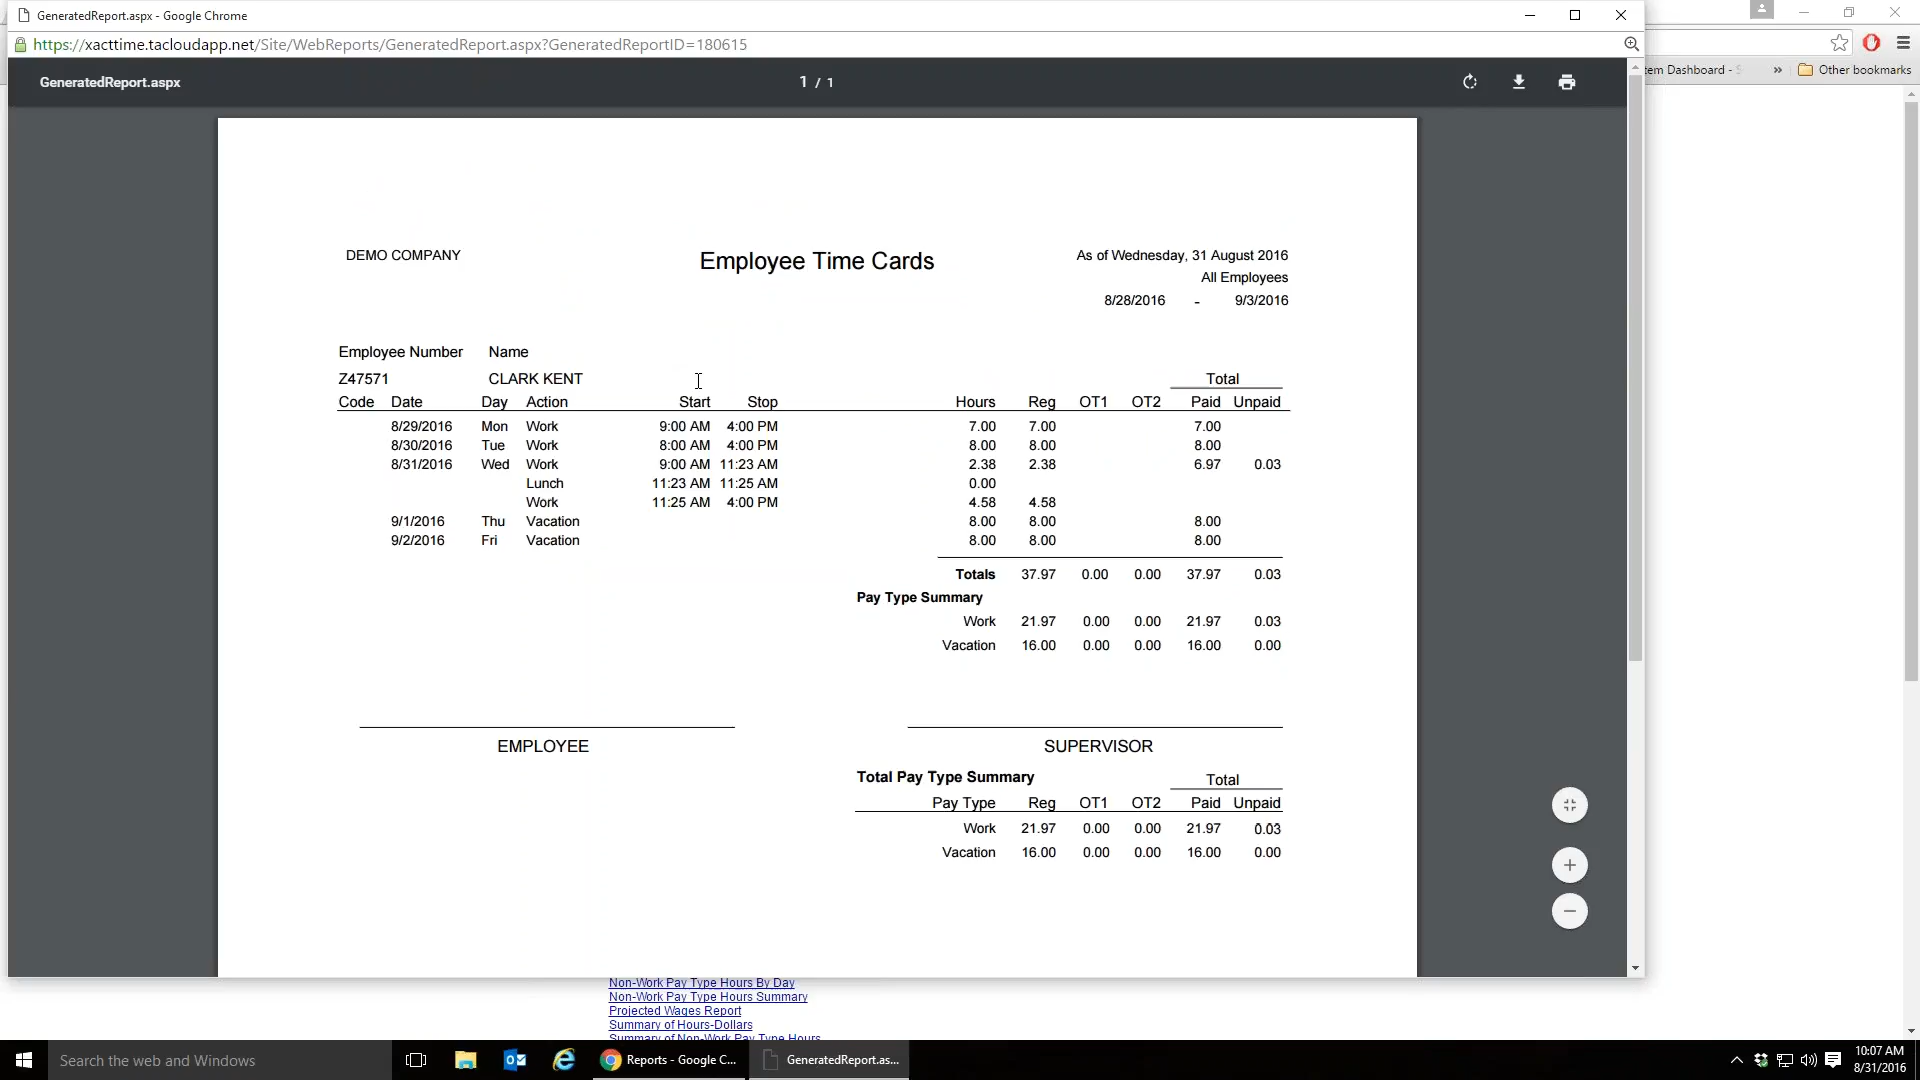 GeneratedReport.aspx - Google Chrome
https://xacttime.tacloudapp.net/Site/WebReports/GeneratedReport.aspx?GeneratedReportID=180615
tem Dashboard - S » Other bookmarks
GeneratedReport.aspx 1 / 1
DEMO COMPANY Employee Time Cards As of Wednesday, 31 August 2016
All Employees
8/28/2016 - 9/3/2016
Employee Number Name
Z47571 CLARK KENT Total
Code Date Day Action Start Stop Hours Reg OT1 OT2 Paid Unpaid
8/29/2016 Mon Work 9:00 AM 4:00 PM 7.00 7.00 7.00
8/30/2016 Tue Work 8:00 AM 4:00 PM 8.00 8.00 8.00
8/31/2016 Wed Work 9:00 AM 11:23 AM 2.38 2.38 6.97 0.03
Lunch 11:23 AM 11:25 AM 0.00
Work 11:25 AM 4:00 PM 4.58 4.58
9/1/2016 Thu Vacation 8.00 8.00 8.00
9/2/2016 Fri Vacation 8.00 8.00 8.00
Totals 37.97 0.00 0.00 37.97 0.03
Pay Type Summary
Work 21.97 0.00 0.00 21.97 0.03
Vacation 16.00 0.00 0.00 16.00 0.00
EMPLOYEE SUPERVISOR
Total Pay Type Summary Total
Pay Type Reg OT1 OT2 Paid Unpaid
Work 21.97 0.00 0.00 21.97 0.03
Vacation 16.00 0.00 0.00 16.00 0.00
Non-Work Pay Type Hours By Day
Non-Work Pay Type Hours Summary
Projected Wages Report
Summary of Hours-Dollars
Summary of Non-Work Pay Type Hours
Search the web and Windows Reports - Google C... GeneratedReport.as... 10:07 AM
8/31/2016